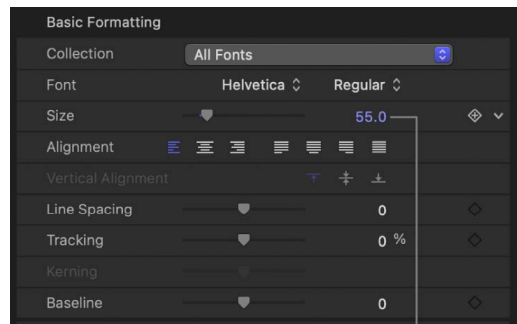 Basic Formatting
Collection All Fonts
Font Helvetica Regular
Size 55.0
Alignment
Vertical Alignment
Line Spacing 0
Tracking 0 %
Kerning
Baseline 0